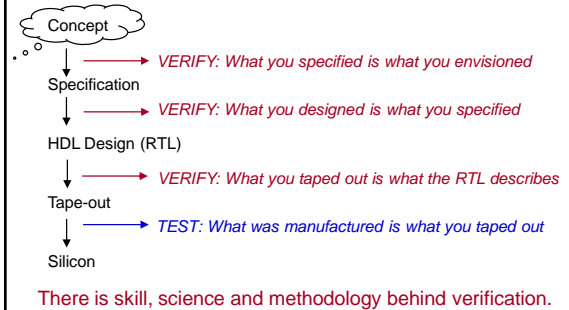 Concept
VERIFY: What you specified is what you envisioned
Specification
VERIFY: What you designed is what you specified
HDL Design (RTL)
VERIFY: What you taped out is what the RTL describes
Tape-out
TEST: What was manufactured is what you taped out
Silicon
There is skill, science and methodology behind verification.